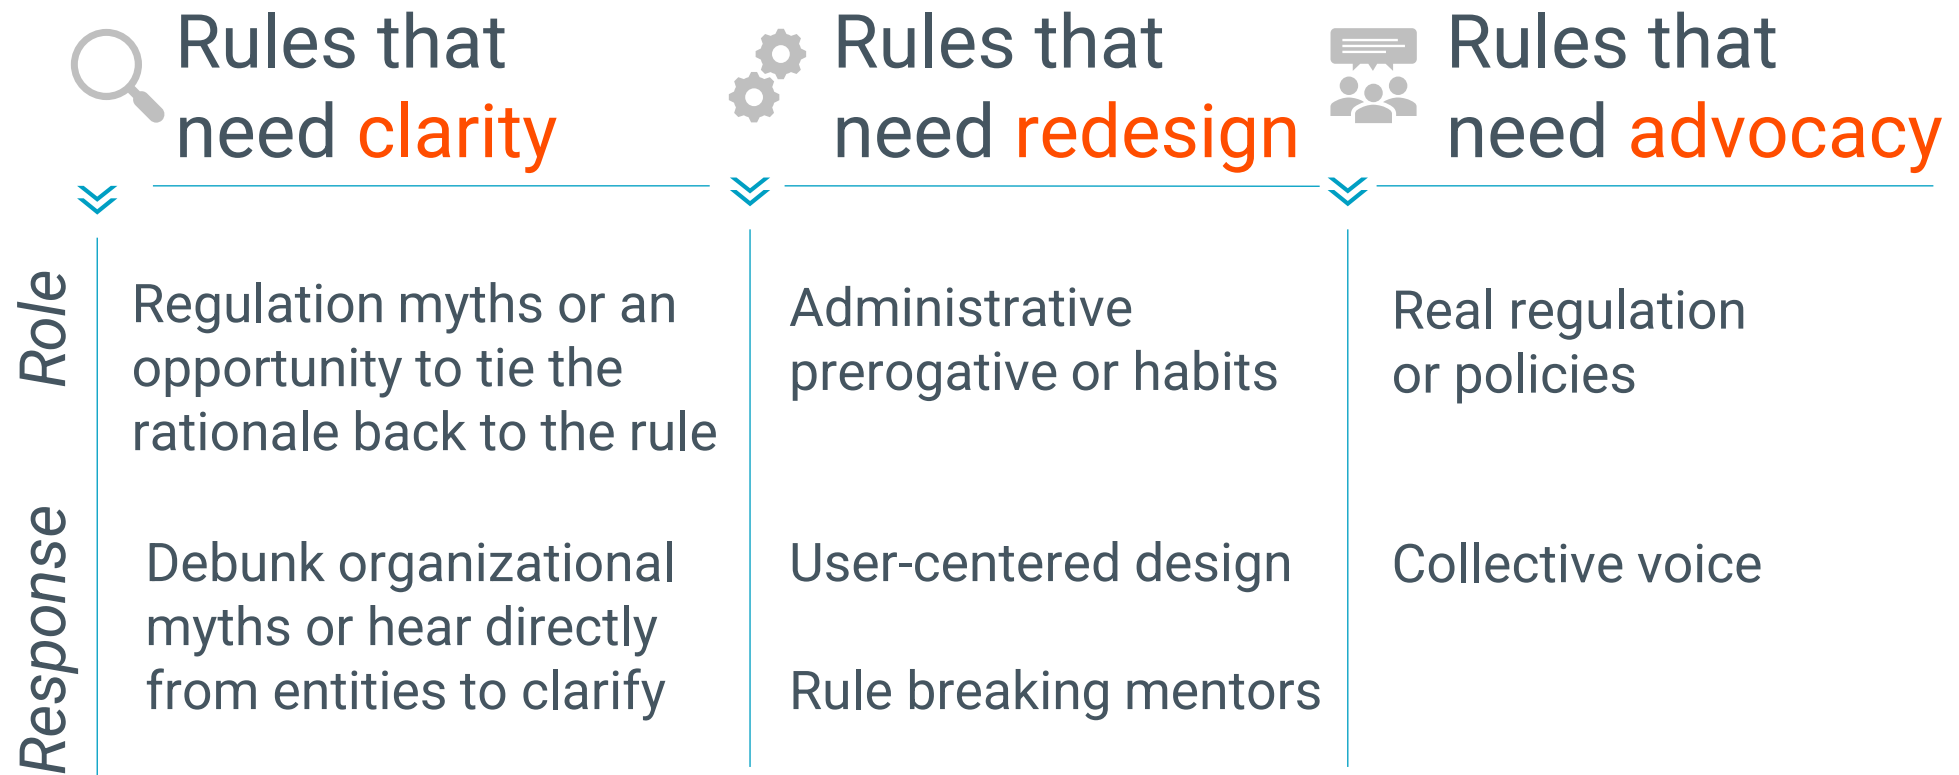 Rules that
need clarity
Rules that
need redesign
Rules that
need advocacy
Role
Regulation myths or an
opportunity to tie the
rationale back to the rule
Administrative
prerogative or habits
Real regulation
or policies
Response
Debunk organizational
myths or hear directly
from entities to clarify
User-centered design
Rule breaking mentors
Collective voice